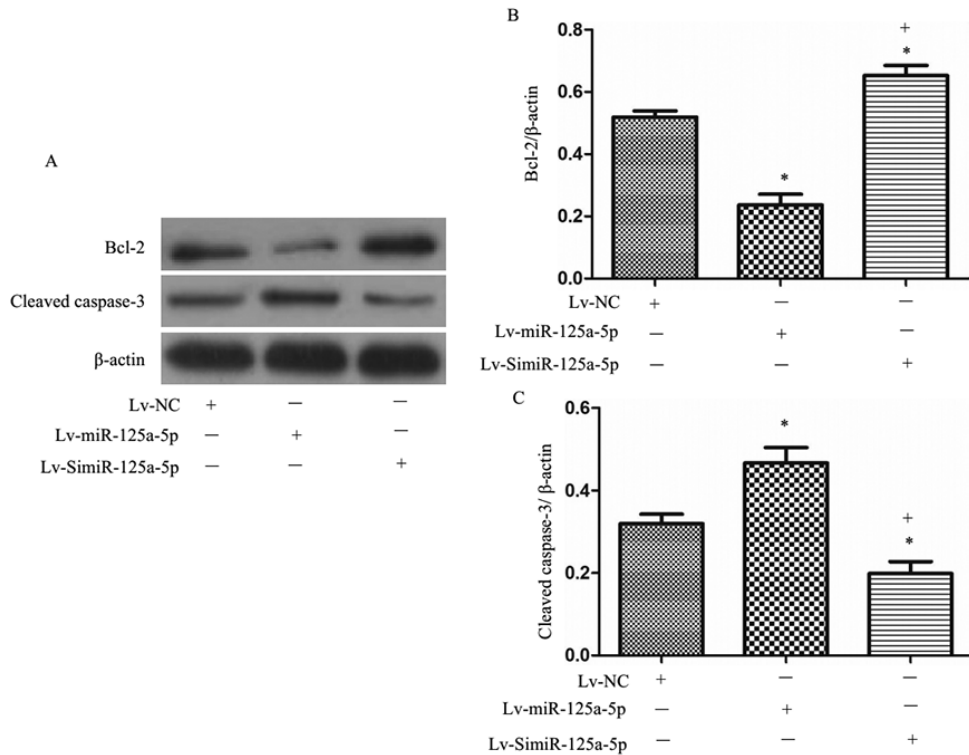 A
Bcl-2
Cleaved caspase-3
β-actin
Lv-NC + — —
Lv-miR-125a-5p — + —
Lv-SimiR-125a-5p — — +
B
Bcl-2/β-actin
0.8
0.6
0.4
0.2
0.0
*
+
*
Lv-NC + — —
Lv-miR-125a-5p — + —
Lv-SimiR-125a-5p — — +
C
Cleaved caspase-3/ β-actin
0.6
0.4
0.2
0.0
*
+
*
Lv-NC + — —
Lv-miR-125a-5p — + —
Lv-SimiR-125a-5p — — +